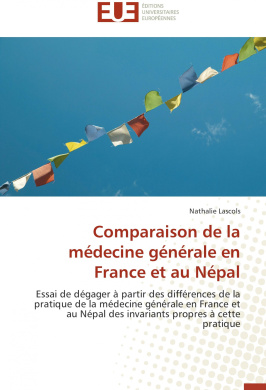 EUE
ÉDITIONS
UNIVERSITAIRES
EUROPÉENNES
Nathalie Lascols
Comparaison de la
médecine générale en
France et au Népal
Essai de dégager à partir des différences de la
pratique de la médecine générale en France et
au Népal des invariants propres à cette
pratique